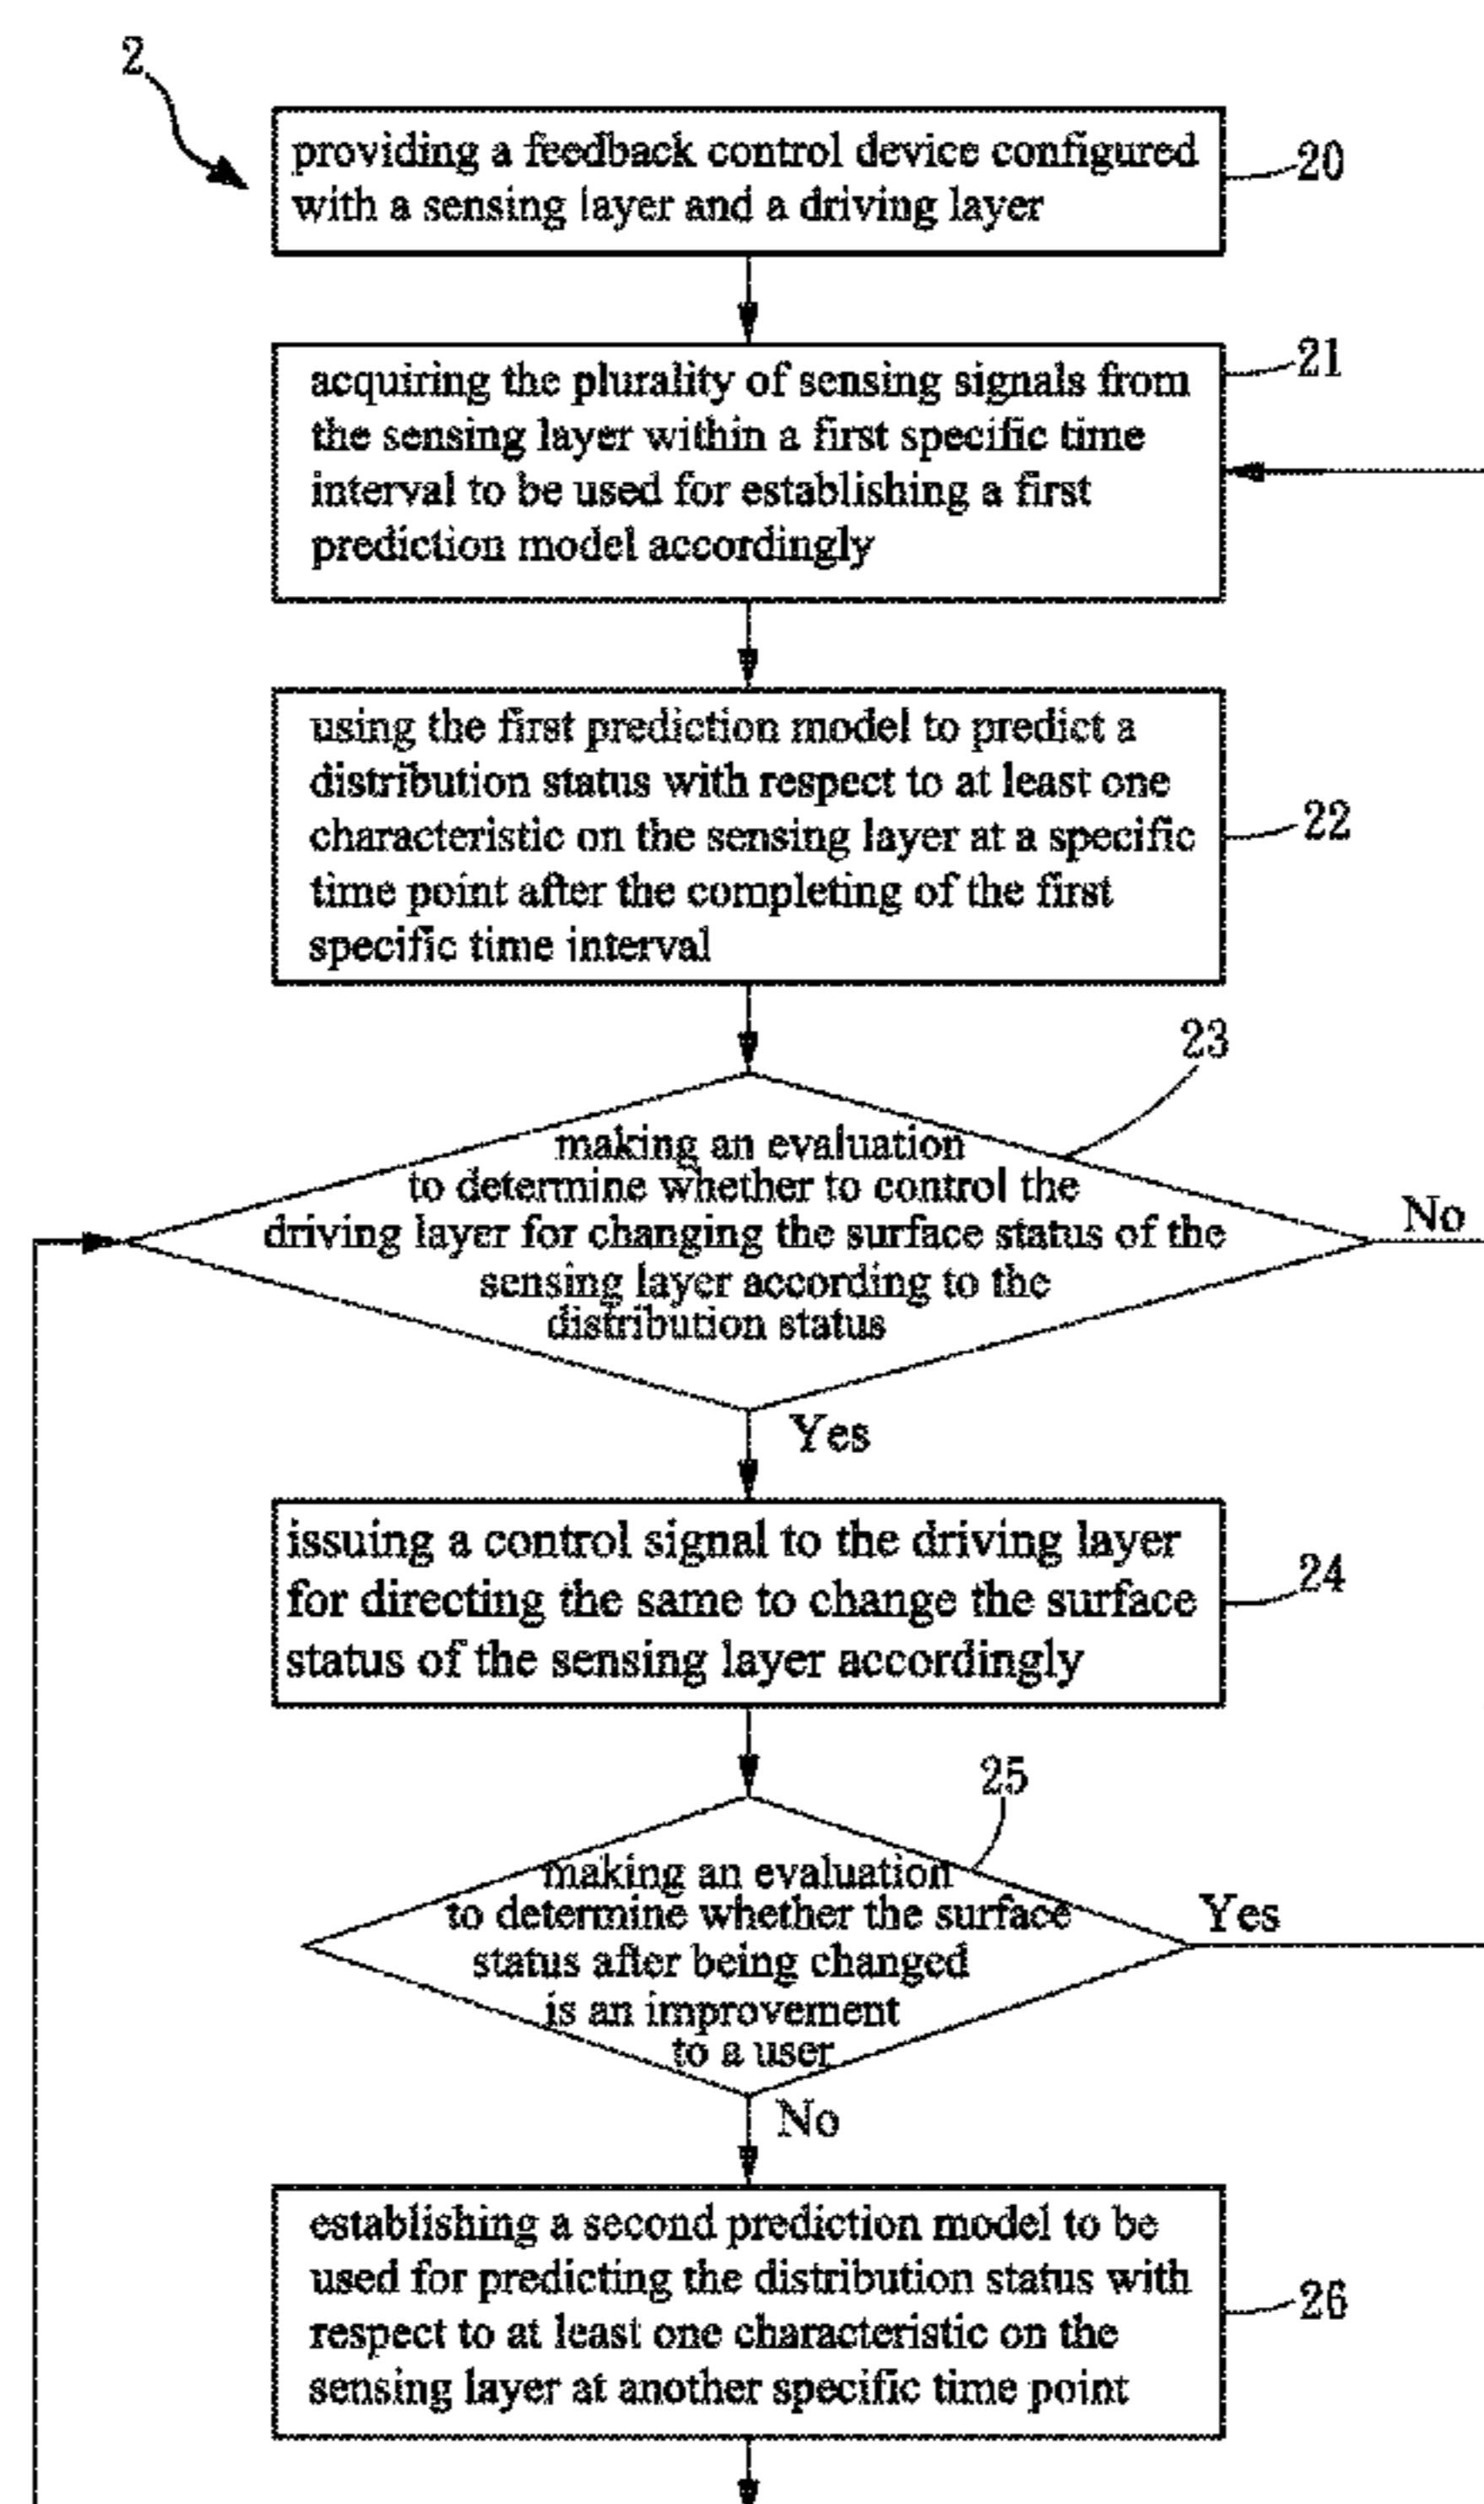 2
providing a feedback control device configured
with a sensing layer and a driving layer
20
acquiring the plurality of sensing signals from
the sensing layer within a first specific time
interval to be used for establishing a first
prediction model accordingly
21
using the first prediction model to predict a
distribution status with respect to at least one
characteristic on the sensing layer at a specific
time point after the completing of the first
specific time interval
22
23
making an evaluation
to determine whether to control the
driving layer for changing the surface status of the
sensing layer according to the
distribution status
No
Yes
issuing a control signal to the driving layer
for directing the same to change the surface
status of the sensing layer accordingly
24
25
making an evaluation
to determine whether the surface
status after being changed
is an improvement
to a user
Yes
No
establishing a second prediction model to be
used for predicting the distribution status with
respect to at least one characteristic on the
sensing layer at another specific time point
26